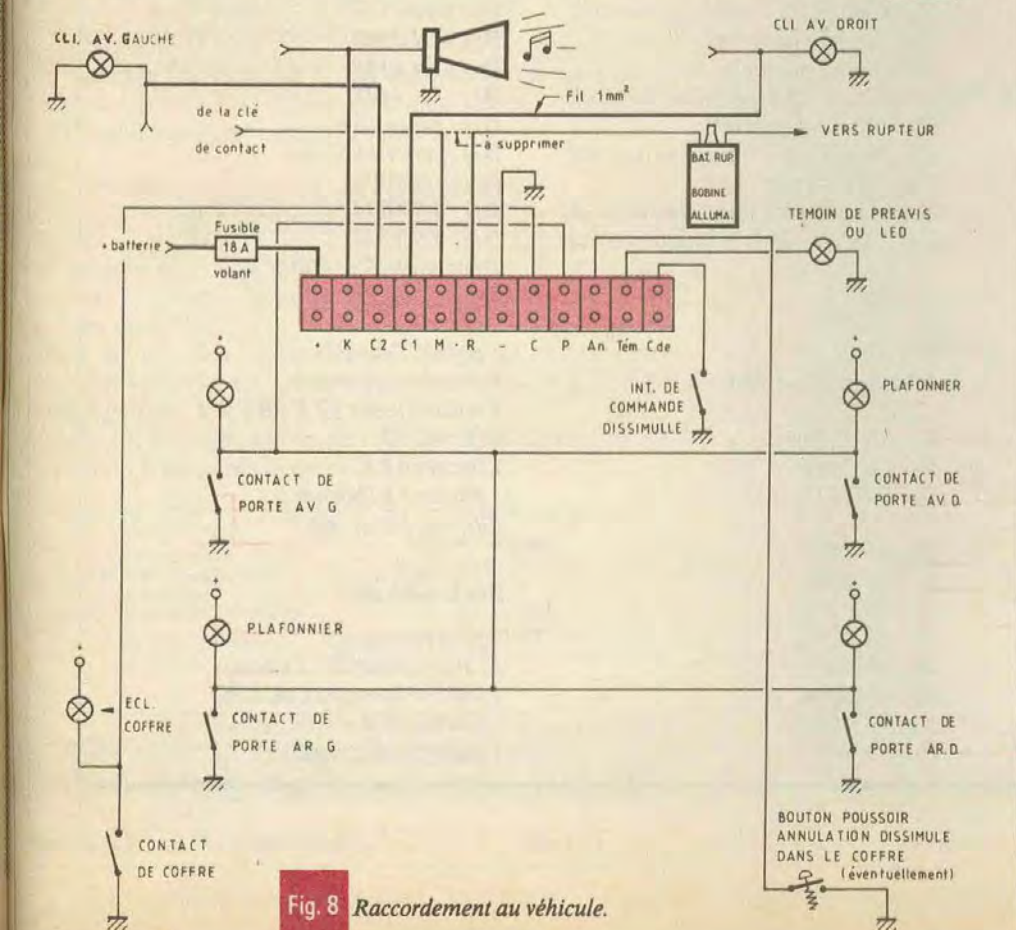 CLI. AV. GAUCHE
CLI. AV. DROIT
Fil 1mm²
de la clé
de contact
à supprimer
VERS RUPTEUR
BAT. RUP.
BOBINE
ALLUMA.
TEMOIN DE PREAVIS
OU LED
+ batterie
Fusible
18 A
volant
+ K C2 C1 M · R - C P An Tém Cde
INT. DE
COMMANDE
DISSIMULLE
+
+
PLAFONNIER
CONTACT DE
PORTE AV G
CONTACT DE
PORTE AV D.
+
+
PLAFONNIER
+
ECL.
COFFRE
CONTACT DE
PORTE AR. G
CONTACT DE
PORTE AR. D
CONTACT
DE COFFRE
BOUTON POUSSOIR
ANNULATION DISSIMULE
DANS LE COFFRE
(éventuellement)
Fig. 8 Raccordement au véhicule.